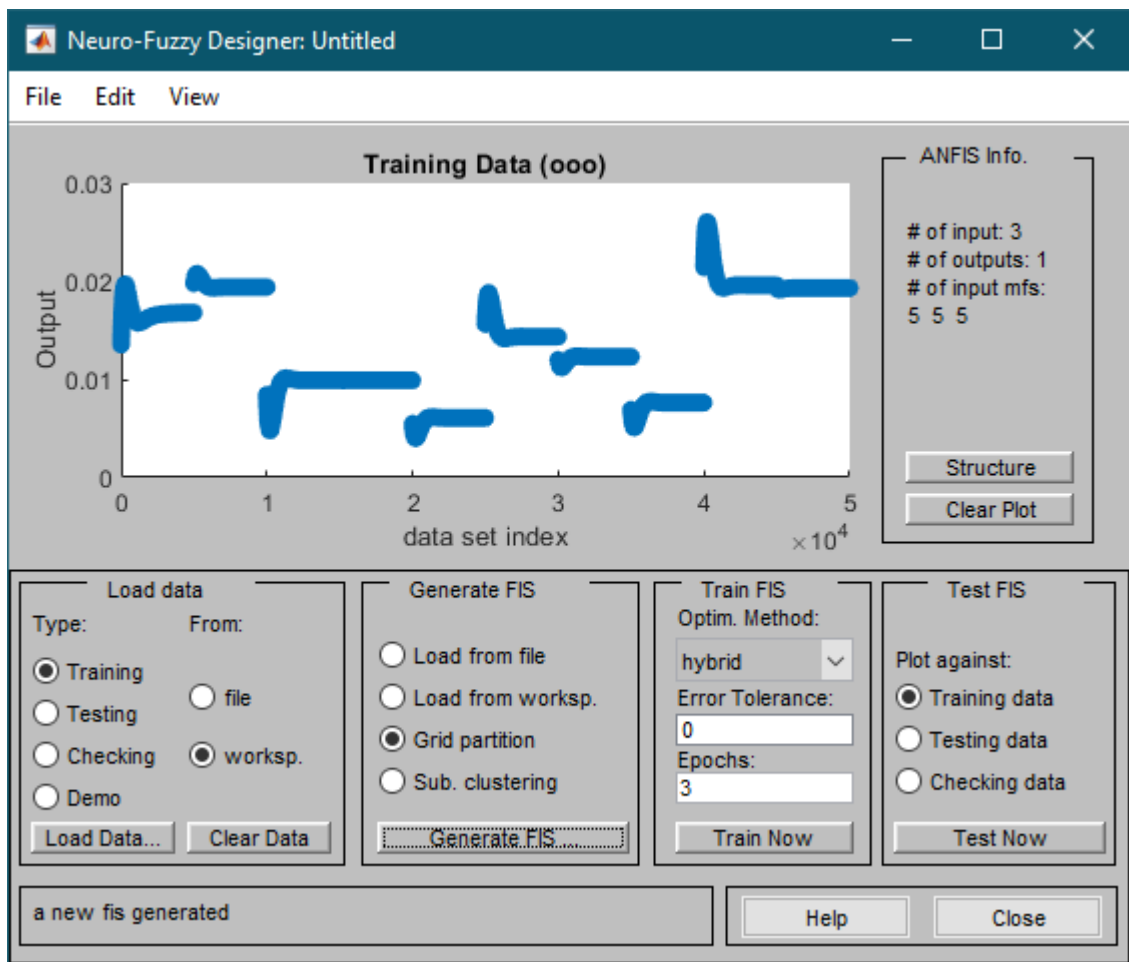 Neuro-Fuzzy Designer: Untitled
File Edit View
Training Data (ooo)
0.03
0.02
0.01
0
Output
0 1 2 3 4 5
data set index
×10^4
ANFIS Info.
# of input: 3
# of outputs: 1
# of input mfs:
5 5 5
Structure
Clear Plot
Load data
Type: From:
Training
Testing
Checking
Demo
file
worksp.
Load Data... Clear Data
Generate FIS
Load from file
Load from worksp.
Grid partition
Sub. clustering
Generate FIS ...
Train FIS
Optim. Method:
hybrid
Error Tolerance:
0
Epochs:
3
Train Now
Test FIS
Plot against:
Training data
Testing data
Checking data
Test Now
a new fis generated
Help Close